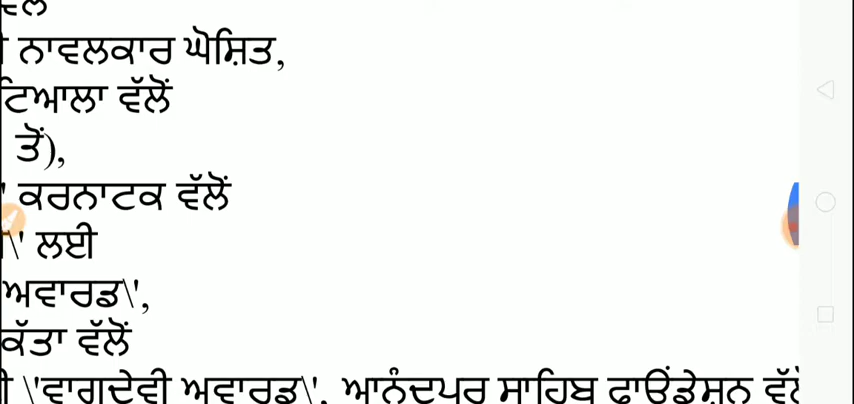 ਨਾਵਲਕਾਰ ਘੋਸ਼ਿਤ,
ਟਿਆਲਾ ਵੱਲੋਂ
ਤੋਂ),
' ਕਰਨਾਟਕ ਵੱਲੋਂ
\' ਲਈ
ਅਵਾਰਡ\',
ਕੱਤਾ ਵੱਲੋਂ
ੀ \'ਵਾਗਦੇਵੀ ਅਵਾਰਡ\', ਆਨੰਦਪੁਰ ਸਾਹਿਬ ਫਾਉਂਡੇਸ਼ਨ